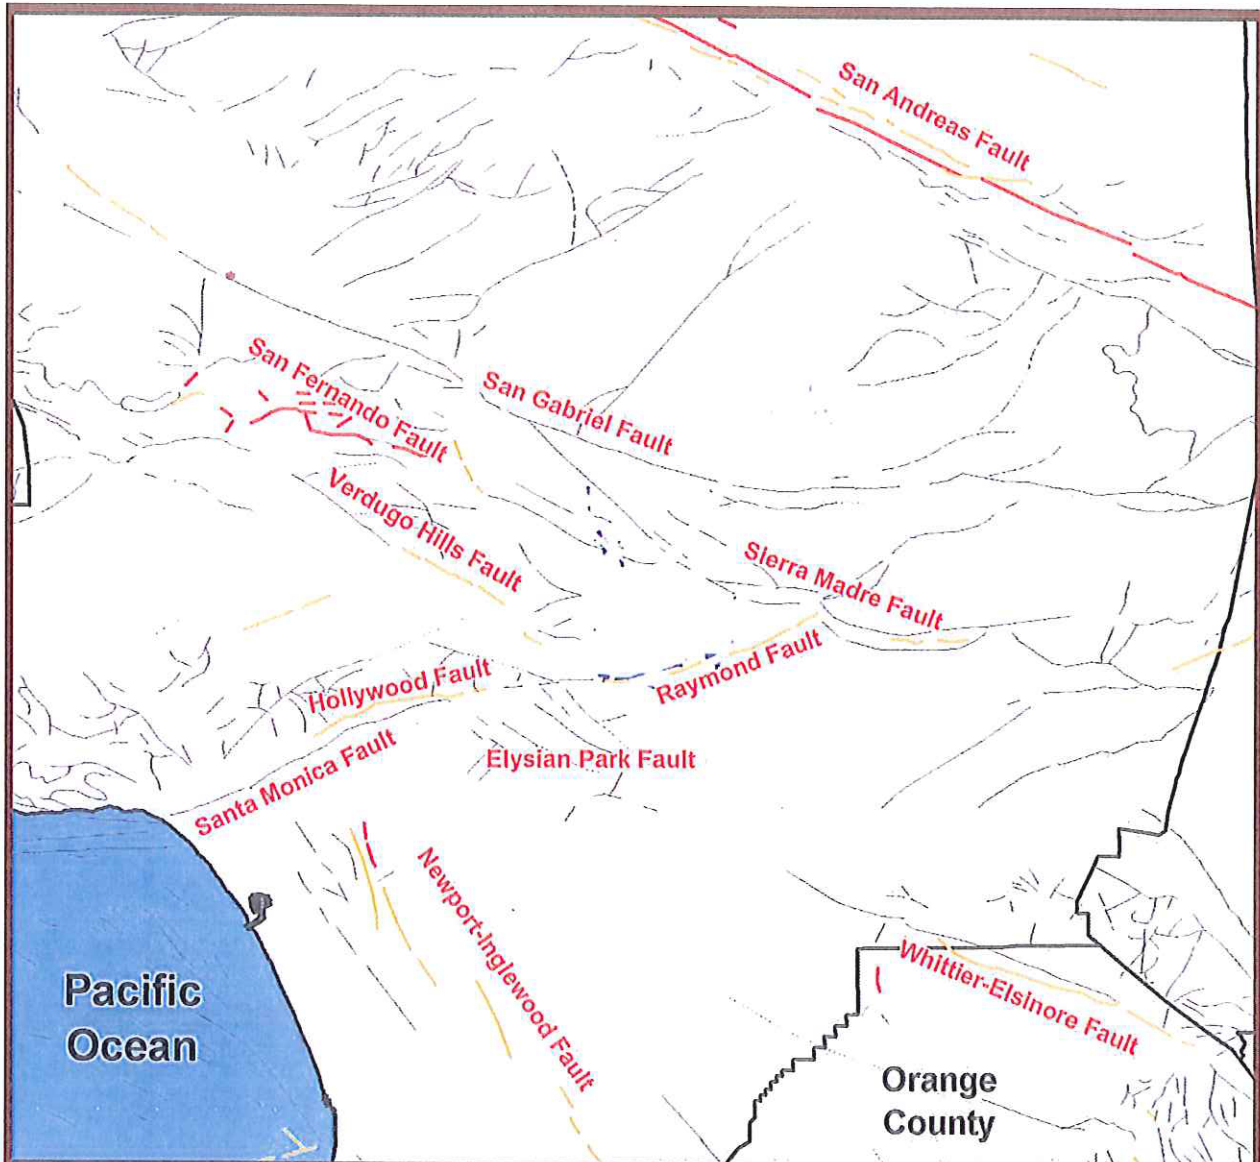 San Andreas Fault
San Fernando Fault
San Gabriel Fault
Verdugo Hills Fault
Sierra Madre Fault
Hollywood Fault
Raymond Fault
Santa Monica Fault
Elysian Park Fault
Newport-Inglewood Fault
Whittier-Elsinore Fault
Pacific
Ocean
Orange
County